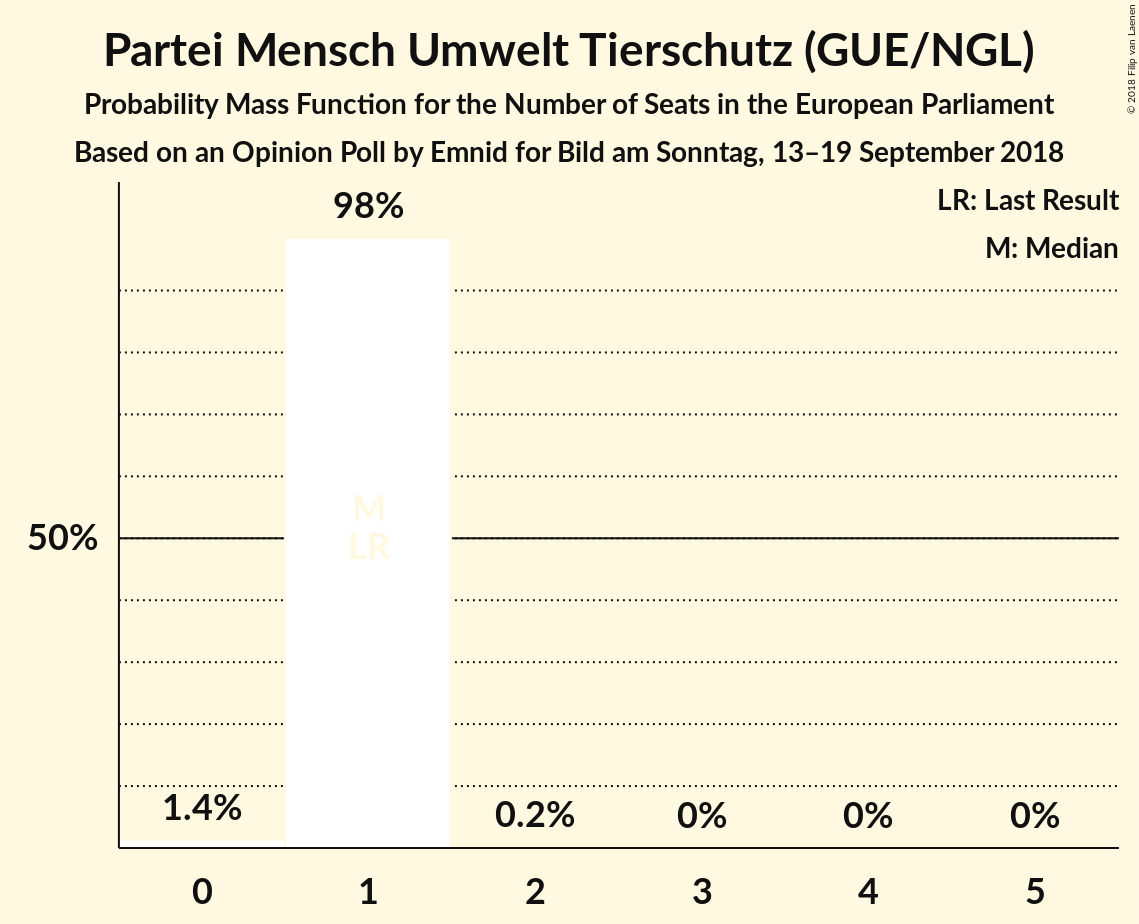 Partei Mensch Umwelt Tierschutz (GUE/NGL)
Probability Mass Function for the Number of Seats in the European Parliament
Based on an Opinion Poll by Emnid for Bild am Sonntag, 13–19 September 2018
© 2018 Filip van Laenen
LR: Last Result
M: Median
98%
M
LR
50%
1.4%
0.2%
0%
0%
0%
0
1
2
3
4
5